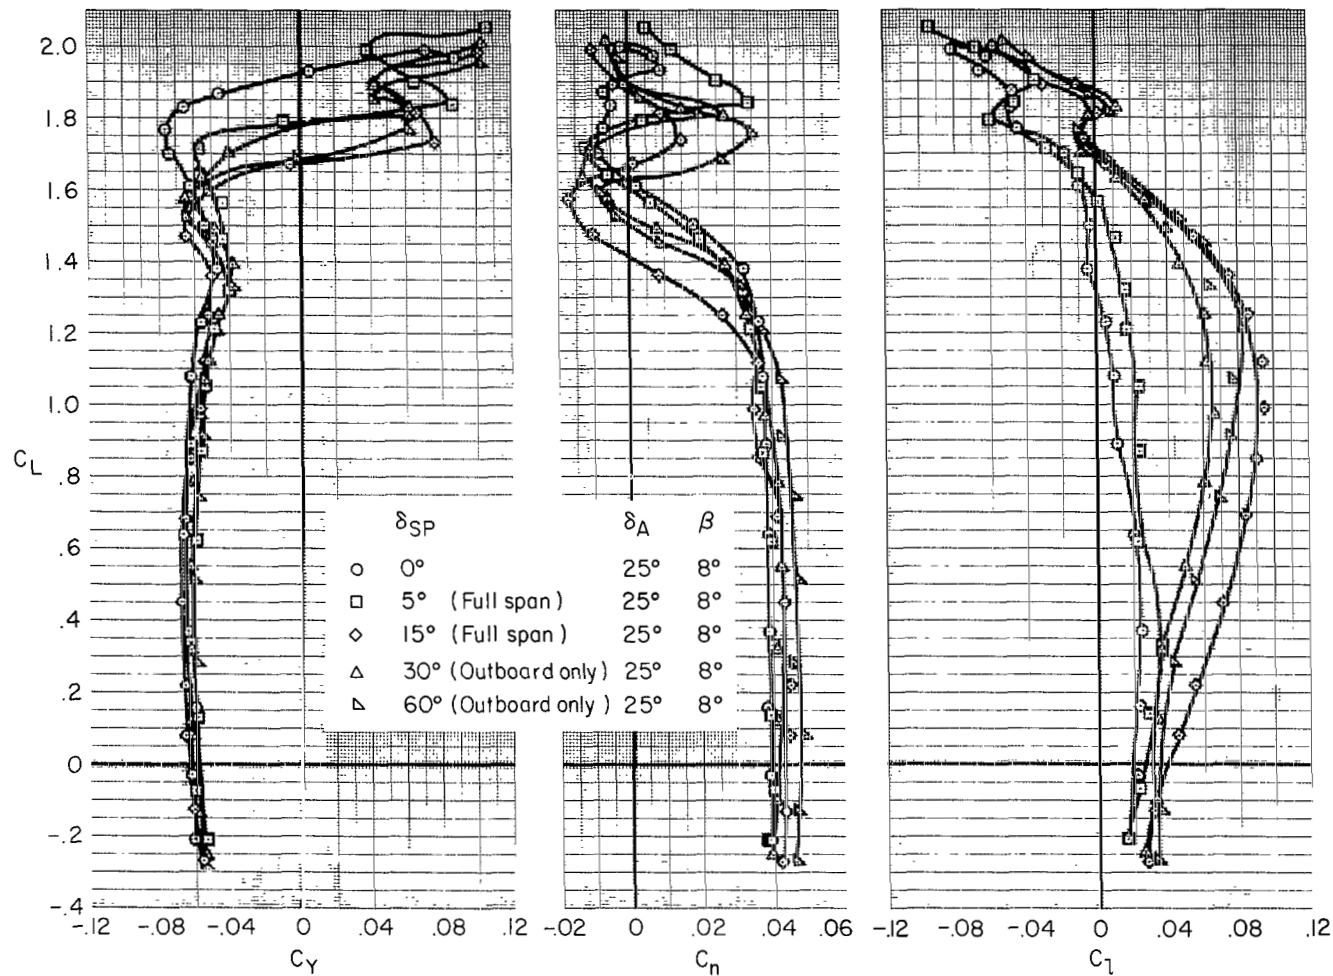 2.0
1.8
1.6
1.4
1.2
1.0
C_L
.8
.6
.4
.2
0
-.2
-.4
δ_SP δ_A β
0° 25° 8°
5° (Full span) 25° 8°
15° (Full span) 25° 8°
30° (Outboard only) 25° 8°
60° (Outboard only) 25° 8°
-.12 -.08 -.04 0 .04 .08 .12
-.02 0 .02 .04 .06
-.12 -.08 -.04 0 .04 .08 .12
C_Y
C_n
C_l